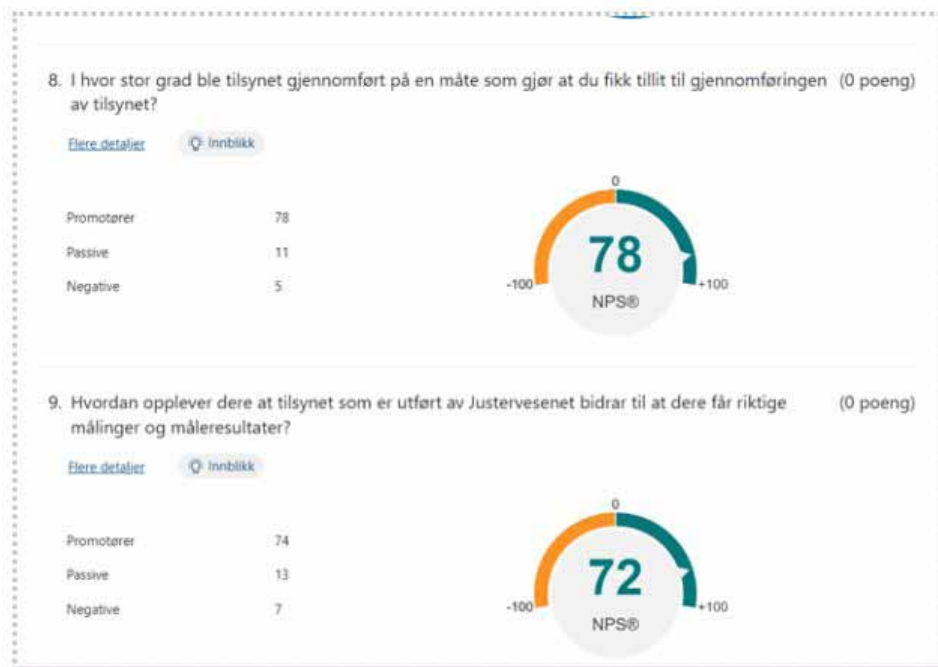 8. I hvor stor grad ble tilsynet gjennomført på en måte som gjør at du fikk tillit til gjennomføringen (0 poeng)
av tilsynet?
Flere detaljer Innblikk
0
Promotører 78
Passive 11
Negative 5
78
-100 +100
NPS®
9. Hvordan opplever dere at tilsynet som er utført av Justervesenet bidrar til at dere får riktige (0 poeng)
målinger og måleresultater?
Flere detaljer Innblikk
0
Promotører 74
Passive 13
Negative 7
72
-100 +100
NPS®